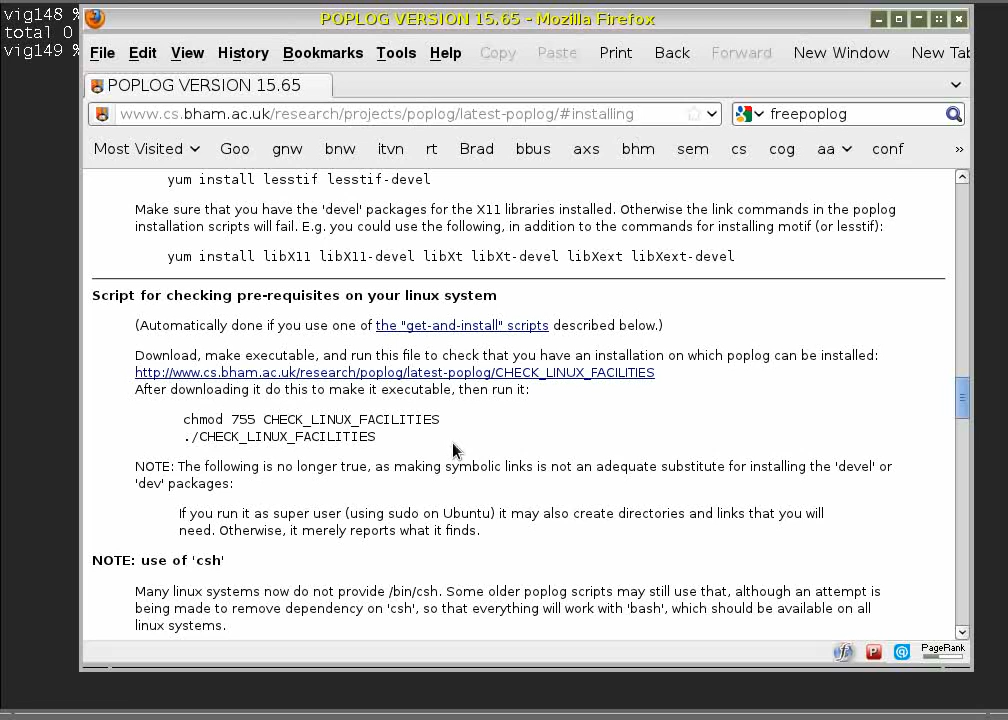 vig148 %
total 0
vig149 %
POPLOG VERSION 15.65 - Mozilla Firefox
File Edit View History Bookmarks Tools Help Copy Paste Print Back Forward New Window New Tab
POPLOG VERSION 15.65
www.cs.bham.ac.uk/research/projects/poplog/latest-poplog/#installing
freepoplog
Most Visited Goo gnw bnw itvn rt Brad bbus axs bhm sem cs cog aa conf »
yum install lesstif lesstif-devel
Make sure that you have the 'devel' packages for the X11 libraries installed. Otherwise the link commands in the poplog
installation scripts will fail. E.g. you could use the following, in addition to the commands for installing motif (or lesstif):
yum install libX11 libX11-devel libXt libXt-devel libXext libXext-devel
Script for checking pre-requisites on your linux system
(Automatically done if you use one of the "get-and-install" scripts described below.)
Download, make executable, and run this file to check that you have an installation on which poplog can be installed:
http://www.cs.bham.ac.uk/research/poplog/latest-poplog/CHECK_LINUX_FACILITIES
After downloading it do this to make it executable, then run it:
chmod 755 CHECK_LINUX_FACILITIES
./CHECK_LINUX_FACILITIES
NOTE: The following is no longer true, as making symbolic links is not an adequate substitute for installing the 'devel' or
'dev' packages:
If you run it as super user (using sudo on Ubuntu) it may also create directories and links that you will
need. Otherwise, it merely reports what it finds.
NOTE: use of 'csh'
Many linux systems now do not provide /bin/csh. Some older poplog scripts may still use that, although an attempt is
being made to remove dependency on 'csh', so that everything will work with 'bash', which should be available on all
linux systems.
PageRank